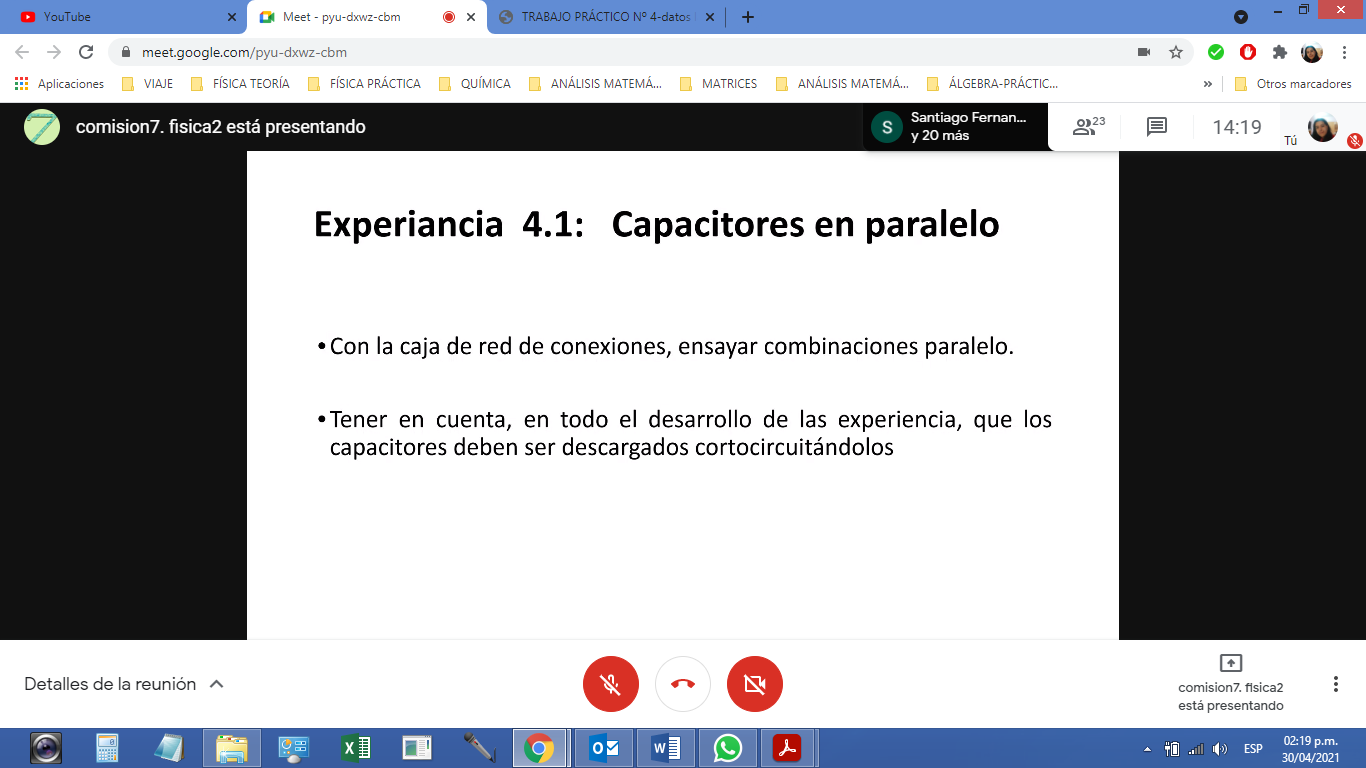 YouTube
Meet - pyu-dxwz-cbm
TRABAJO PRÁCTICO Nº 4-datos
meet.google.com/pyu-dxwz-cbm
Aplicaciones
VIAJE
FÍSICA TEORÍA
FÍSICA PRÁCTICA
QUÍMICA
ANÁLISIS MATEMÁ...
MATRICES
ANÁLISIS MATEMÁ...
ÁLGEBRA-PRÁCTIC...
»
Otros marcadores
7
comision7. fisica2 está presentando
S
Santiago Fernan...
y 20 más
23
14:19
Tú
Experiancia 4.1: Capacitores en paralelo
•Con la caja de red de conexiones, ensayar combinaciones paralelo.
•Tener en cuenta, en todo el desarrollo de las experiencia, que los
capacitores deben ser descargados cortocircuitándolos
Detalles de la reunión
comision7. fisica2
está presentando
ESP
02:19 p.m.
30/04/2021